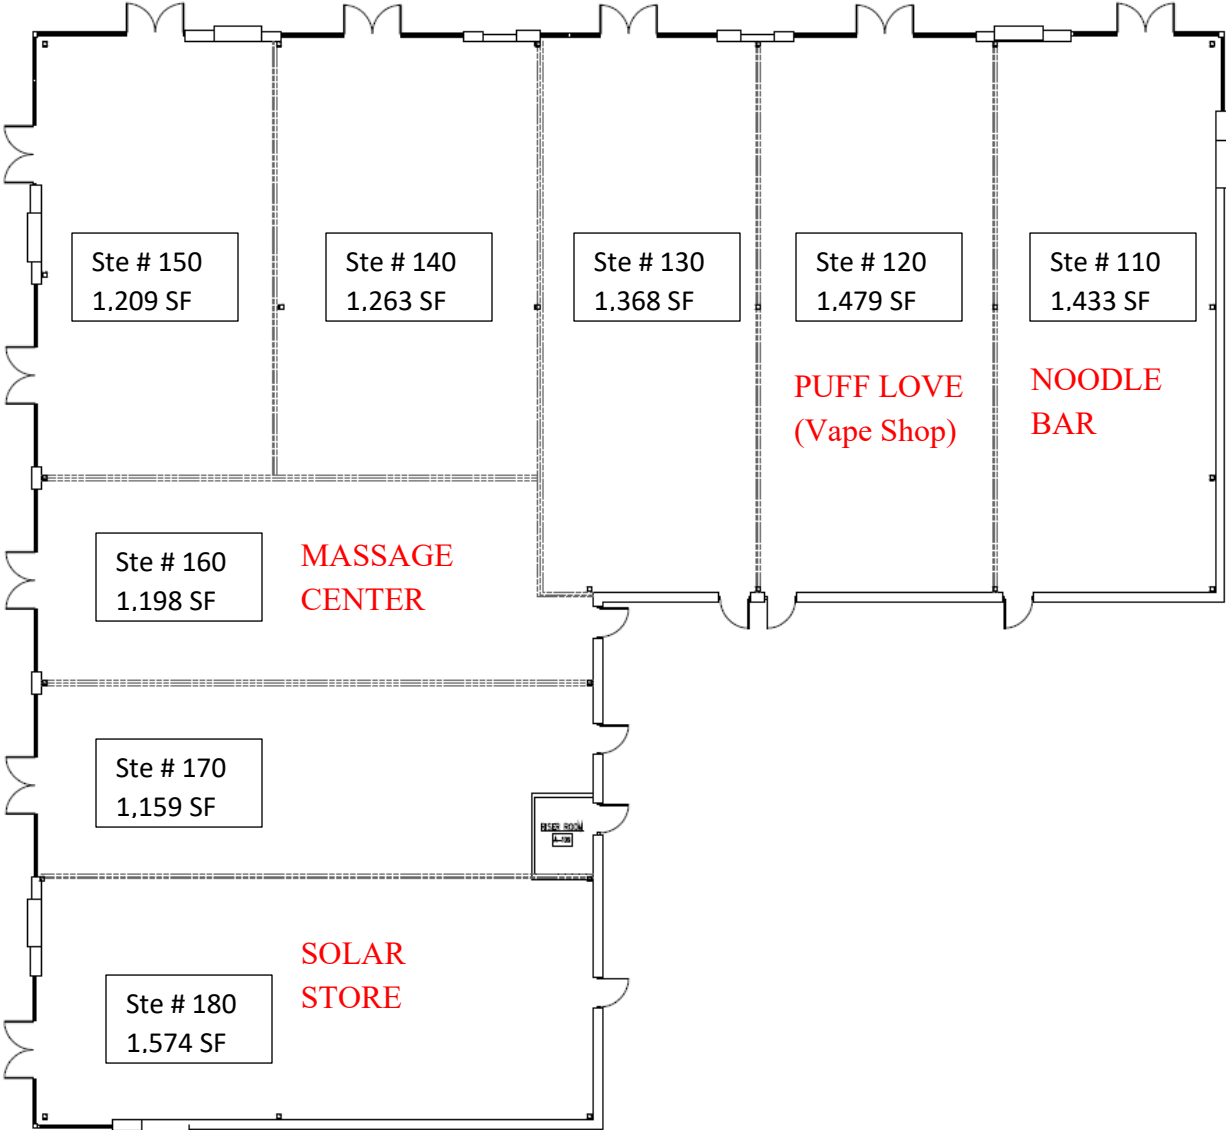 Ste # 150
1,209 SF
Ste # 140
1,263 SF
Ste # 130
1,368 SF
Ste # 120
1,479 SF
Ste # 110
1,433 SF
PUFF LOVE
(Vape Shop)
NOODLE
BAR
Ste # 160
1,198 SF
MASSAGE
CENTER
Ste # 170
1,159 SF
RISER ROOM
Ste # 180
1,574 SF
SOLAR
STORE